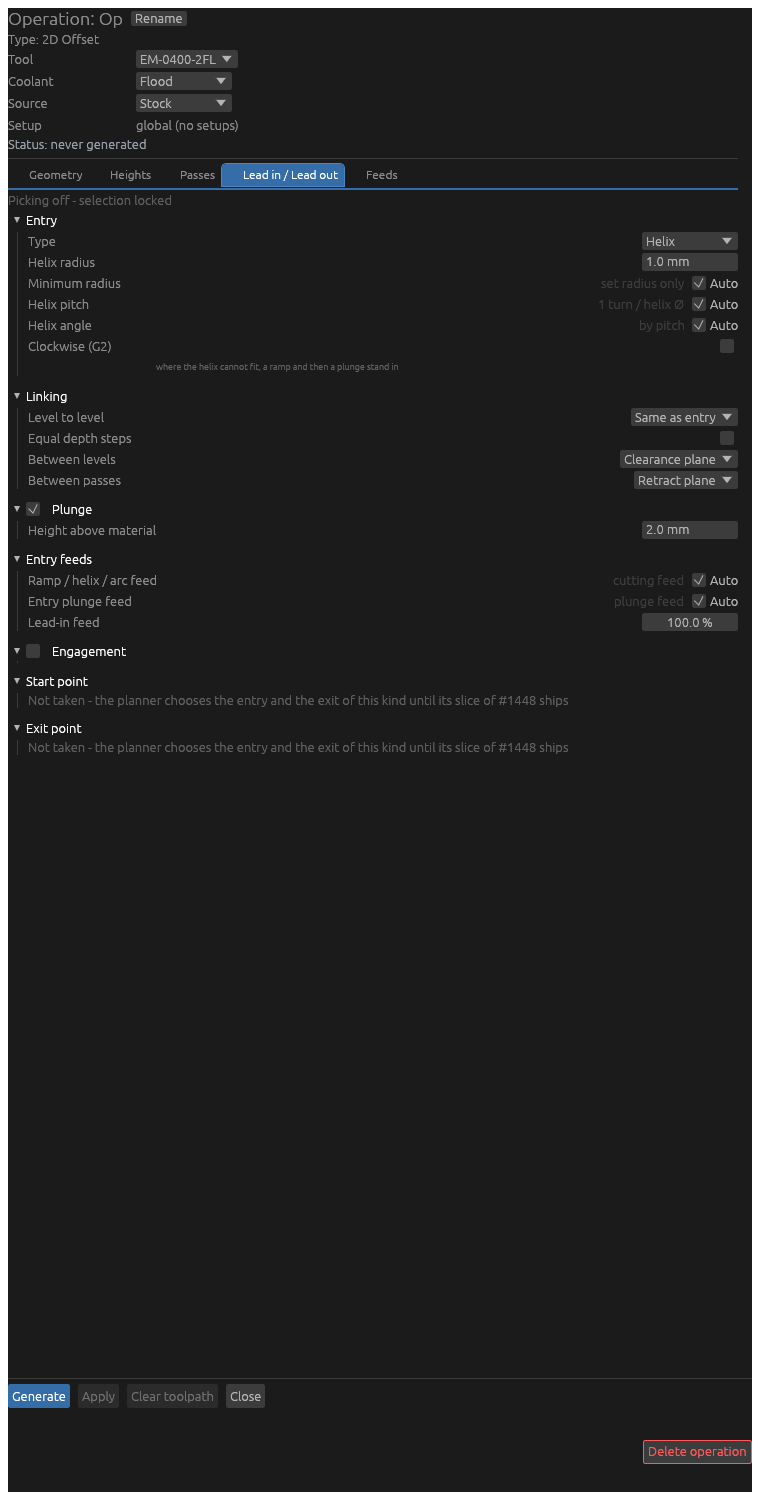 Operation: Op Rename
Type: 2D Offset
Tool EM-0400-2FL
Coolant Flood
Source Stock
Setup global (no setups)
Status: never generated
Geometry Heights Passes Lead in / Lead out Feeds
Picking off - selection locked
Entry
Type Helix
Helix radius 1.0 mm
Minimum radius set radius only Auto
Helix pitch 1 turn / helix Ø Auto
Helix angle by pitch Auto
Clockwise (G2)
where the helix cannot fit, a ramp and then a plunge stand in
Linking
Level to level Same as entry
Equal depth steps
Between levels Clearance plane
Between passes Retract plane
Plunge
Height above material 2.0 mm
Entry feeds
Ramp / helix / arc feed cutting feed Auto
Entry plunge feed plunge feed Auto
Lead-in feed 100.0 %
Engagement
Start point
Not taken - the planner chooses the entry and the exit of this kind until its slice of #1448 ships
Exit point
Not taken - the planner chooses the entry and the exit of this kind until its slice of #1448 ships
Generate Apply Clear toolpath Close
Delete operation